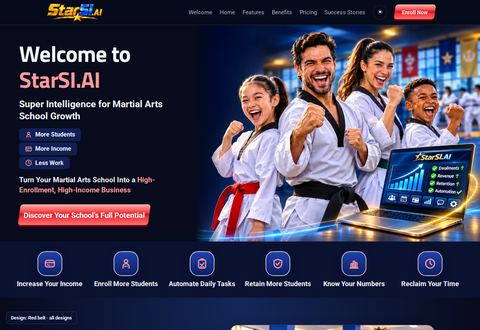 StarSI.AI
Welcome Home Features Benefits Pricing Success Stories
Enroll Now
Welcome to
StarSI.AI
Super Intelligence for Martial Arts
School Growth
More Students
More Income
Less Work
Turn Your Martial Arts School Into a High-
Enrollment, High-Income Business
Discover Your School's Full Potential
StarSI.AI
Enrollments
Revenue
Retention
Automation
Increase Your Income
Enroll More Students
Automate Daily Tasks
Retain More Students
Know Your Numbers
Reclaim Your Time
Design: Red belt · all designs